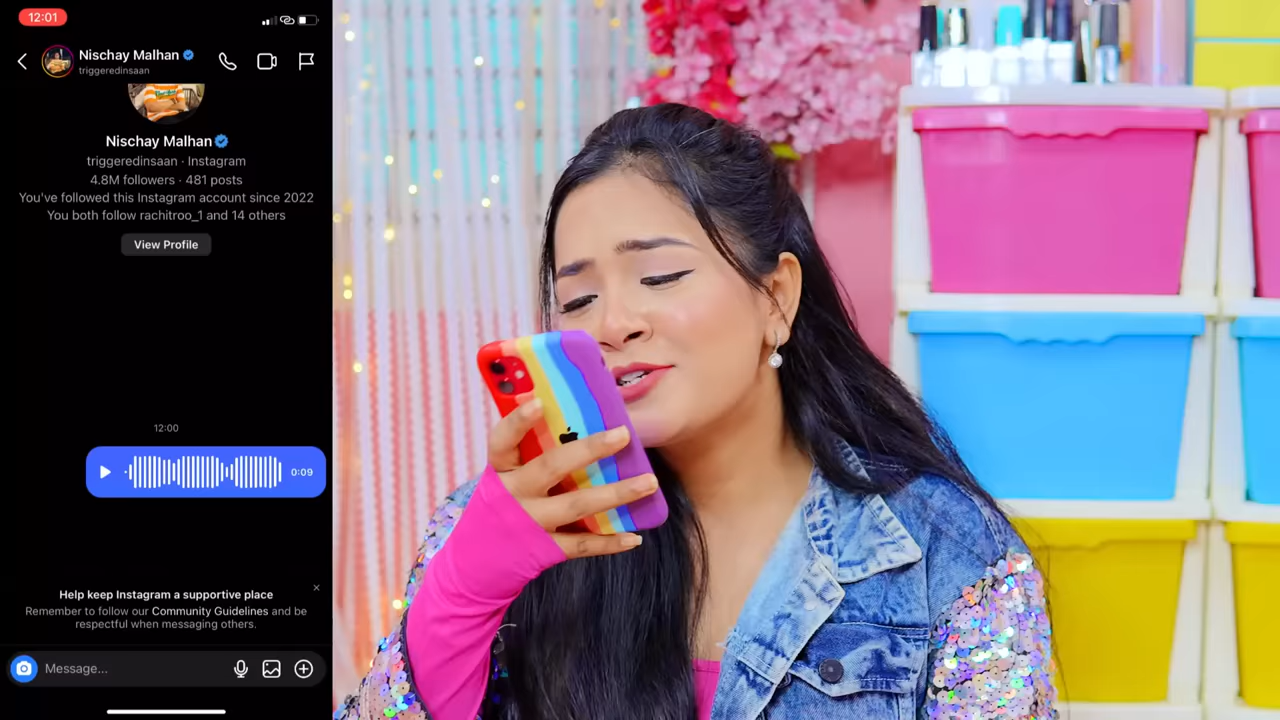 12:01
Nischay Malhan
triggeredinsaan
Nischay Malhan
triggeredinsaan · Instagram
4.8M followers · 481 posts
You've followed this Instagram account since 2022
You both follow rachitroo_1 and 14 others
View Profile
12:00
0:09
Help keep Instagram a supportive place
Remember to follow our Community Guidelines and be
respectful when messaging others.
Message...